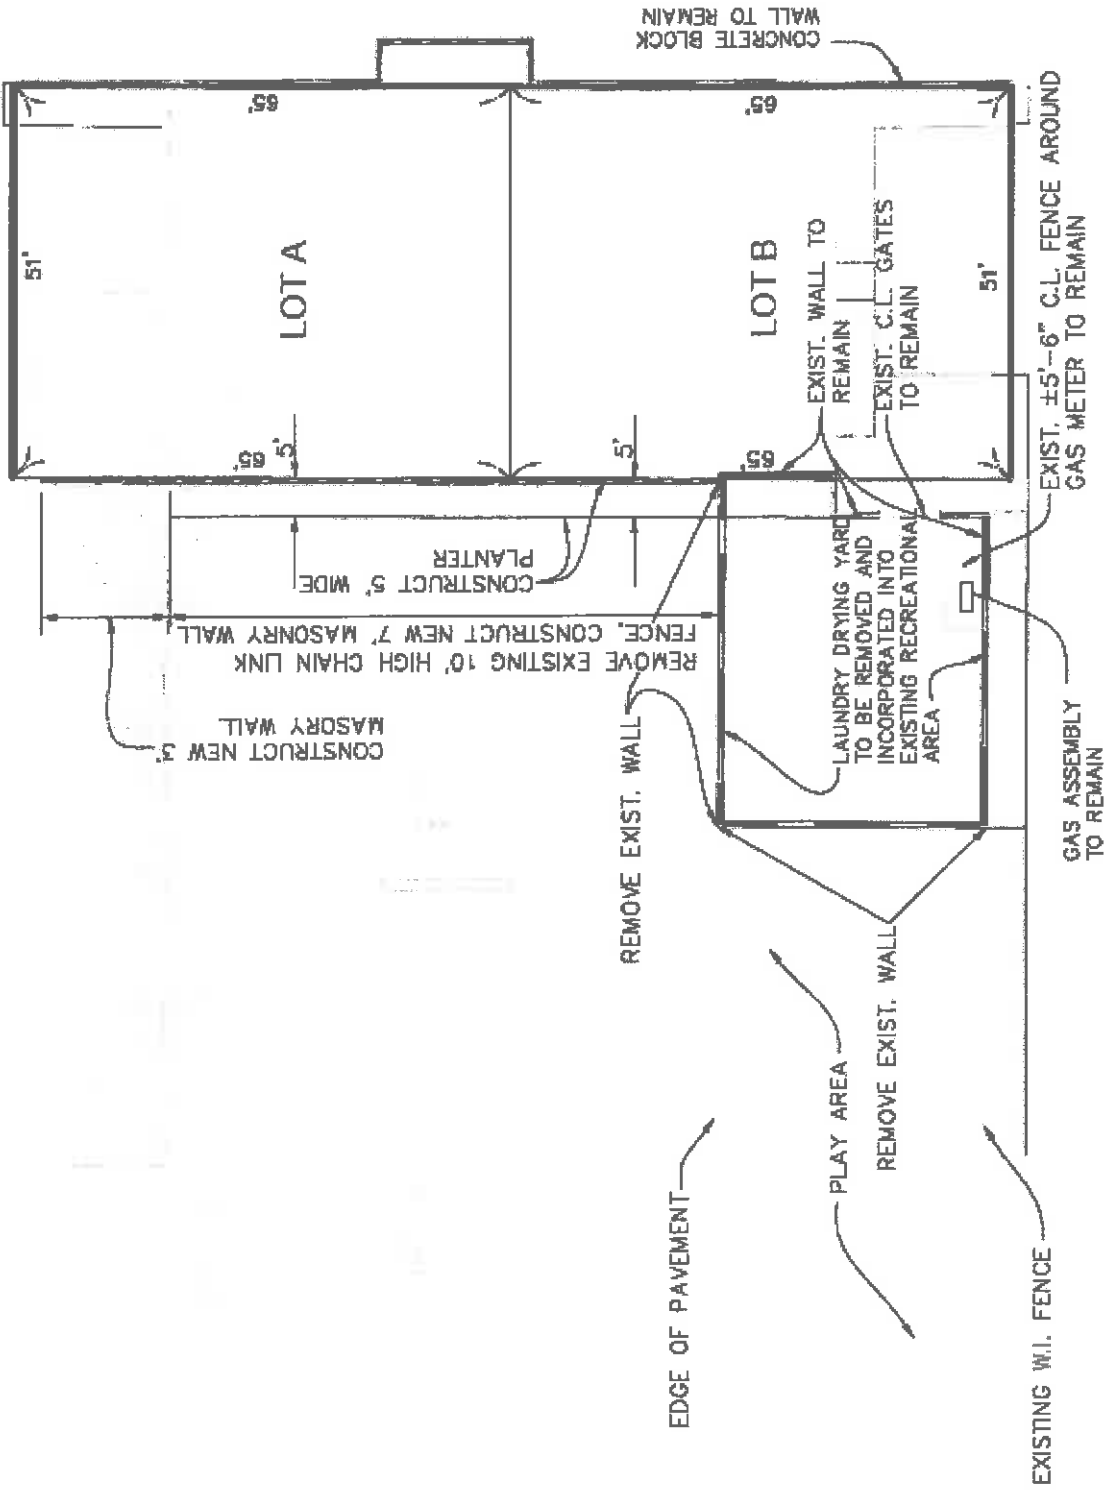 CONCRETE BLOCK
WALL TO REMAIN
51'
65'
65'
LOT A
LOT B
65'
5'
5'
65'
51'
EXIST. WALL TO
REMAIN
EXIST. C.L. GATES
TO REMAIN
EXIST. ±5'-6" C.L. FENCE AROUND
GAS METER TO REMAIN
CONSTRUCT 5' WIDE
PLANTER
REMOVE EXISTING 10' HIGH CHAIN LINK
FENCE. CONSTRUCT NEW 7' MASONRY WALL
CONSTRUCT NEW 3'
MASORY WALL
LAUNDRY DRYING YARD
TO BE REMOVED AND
INCORPORATED INTO
EXISTING RECREATIONAL
AREA
GAS ASSEMBLY
TO REMAIN
REMOVE EXIST. WALL
REMOVE EXIST. WALL
PLAY AREA
EDGE OF PAVEMENT
EXISTING W.I. FENCE